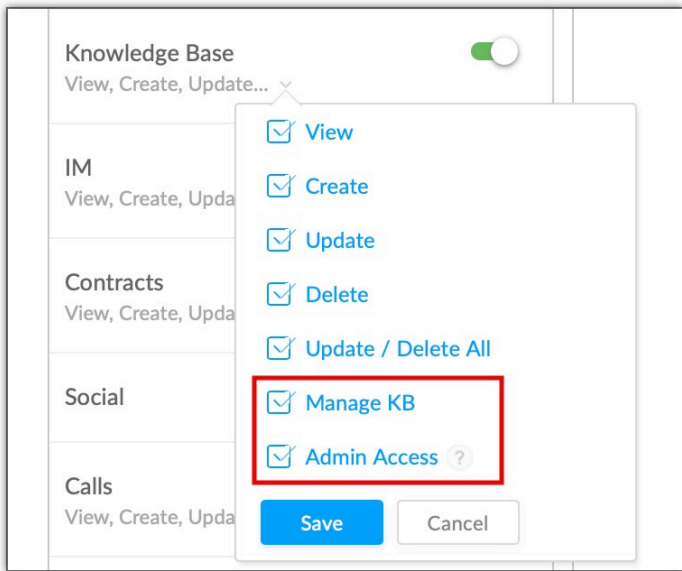 Knowledge Base
View, Create, Update...
View
Create
Update
Delete
Update / Delete All
Manage KB
Admin Access ?
Save Cancel
IM
View, Create, Upda
Contracts
View, Create, Upda
Social
Calls
View, Create, Upda